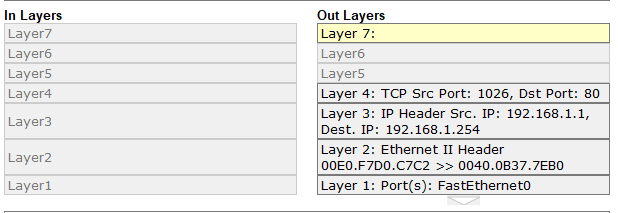 In Layers
Layer7
Layer6
Layer5
Layer4
Layer3
Layer2
Layer1
Out Layers
Layer 7:
Layer6
Layer5
Layer 4: TCP Src Port: 1026, Dst Port: 80
Layer 3: IP Header Src. IP: 192.168.1.1,
Dest. IP: 192.168.1.254
Layer 2: Ethernet II Header
00E0.F7D0.C7C2 >> 0040.0B37.7EB0
Layer 1: Port(s): FastEthernet0